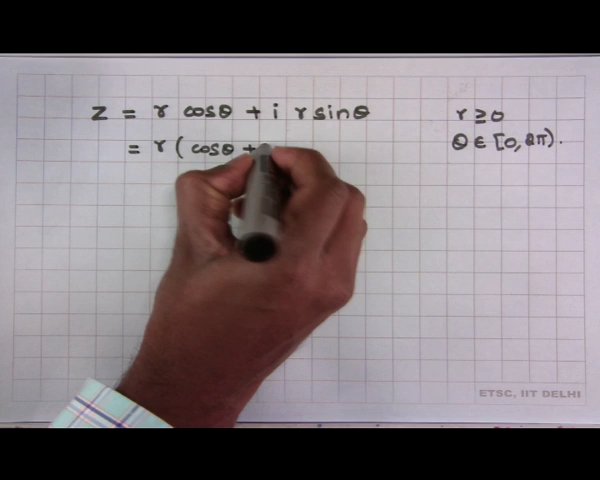 z = r cosθ + i r sinθ
r ≥ 0
= r ( cosθ +
θ ∈ [0, 2π).
ETSC, IIT DELHI